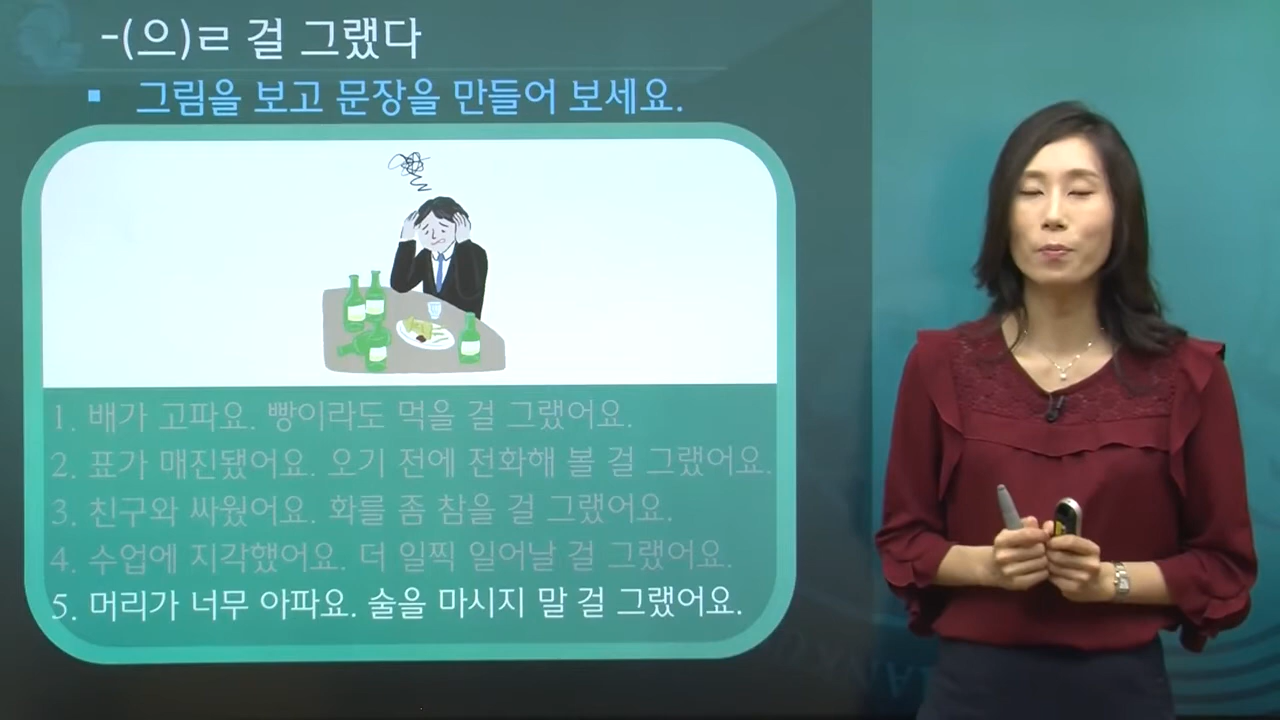 -(으)ㄹ 걸 그랬다
▪ 그림을 보고 문장을 만들어 보세요.
1. 배가 고파요. 빵이라도 먹을 걸 그랬어요.
2. 표가 매진됐어요. 오기 전에 전화해 볼 걸 그랬어요.
3. 친구와 싸웠어요. 화를 좀 참을 걸 그랬어요.
4. 수업에 지각했어요. 더 일찍 일어날 걸 그랬어요.
5. 머리가 너무 아파요. 술을 마시지 말 걸 그랬어요.